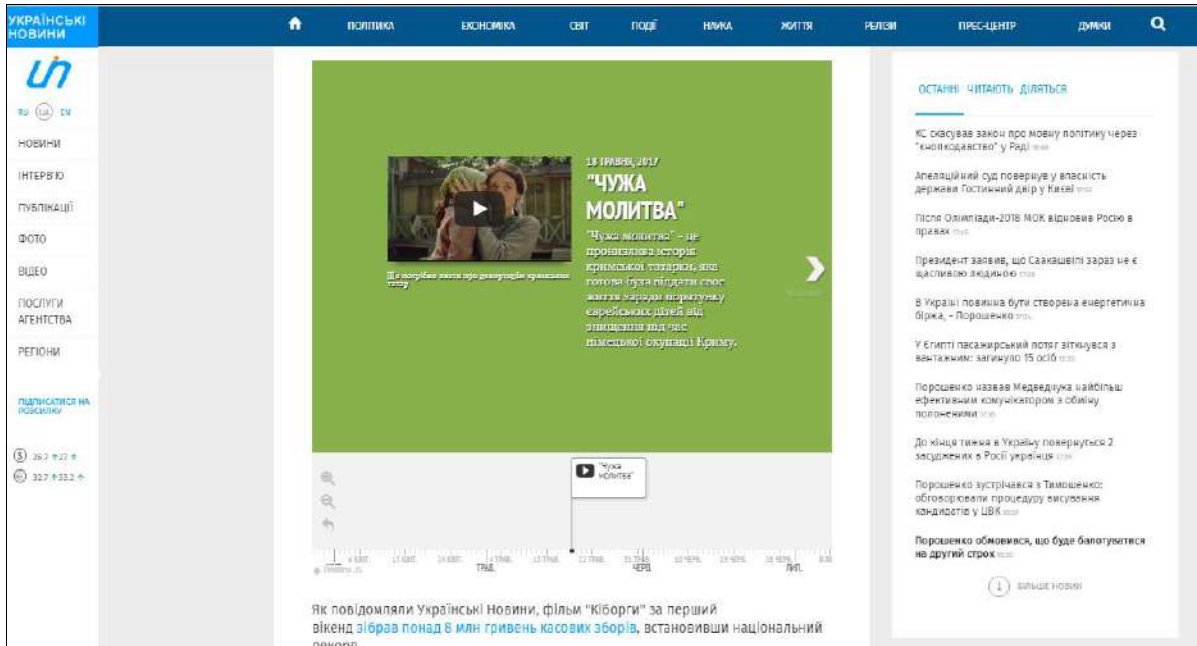 УКРАЇНСЬКІ
НОВИНИ
ПОЛІТИКА ЕКОНОМІКА СВІТ ПОДІЇ НАУКА ЖИТТЯ РЕЛІЗИ ПРЕС-ЦЕНТР ДУМКИ
RU UA EN
НОВИНИ
ІНТЕРВ'Ю
ПУБЛІКАЦІЇ
ФОТО
ВІДЕО
ПОСЛУГИ
АГЕНТСТВА
РЕГІОНИ
ПІДПИСАТИСЯ НА
РОЗСИЛКУ
18 ТРАВНЯ, 2017
"ЧУЖА
МОЛИТВА"
"Чужа молитва" – це
пронизлива історія
кримської татарки, яка
готова була віддати своє
життя заради порятунку
єврейських дітей від
знищення під час
німецької окупації Криму.
"Чужа
молитва"
ТРАВ. ЧЕРВ. ЛИП.
Як повідомляли Українські Новини, фільм "Кіборги" за перший
вікенд зібрав понад 8 млн гривень касових зборів, встановивши національний
рекорд
ОСТАННІ ЧИТАЮТЬ ДІЛЯТЬСЯ
КС скасував закон про мовну політику через
"кнопкодавство" у Раді
Апеляційний суд повернув у власність
держави Гостинний двір у Києві
Після Олімпіади-2018 МОК відновив Росію в
правах
Президент заявив, що Саакашвілі зараз не є
щасливою людиною
В Україні повинна бути створена енергетична
біржа, – Порошенко
У Єгипті пасажирський потяг зіткнувся з
вантажним: загинуло 15 осіб
Порошенко назвав Медведчука найбільш
ефективним комунікатором з обміну
полоненими
До кінця тижня в Україну повернуться 2
засуджених в Росії українця
Порошенко зустрічався з Тимошенко:
обговорювали процедуру висування
кандидатів у ЦВК
Порошенко обмовився, що буде балотуватися
на другий строк
БІЛЬШЕ НОВИН